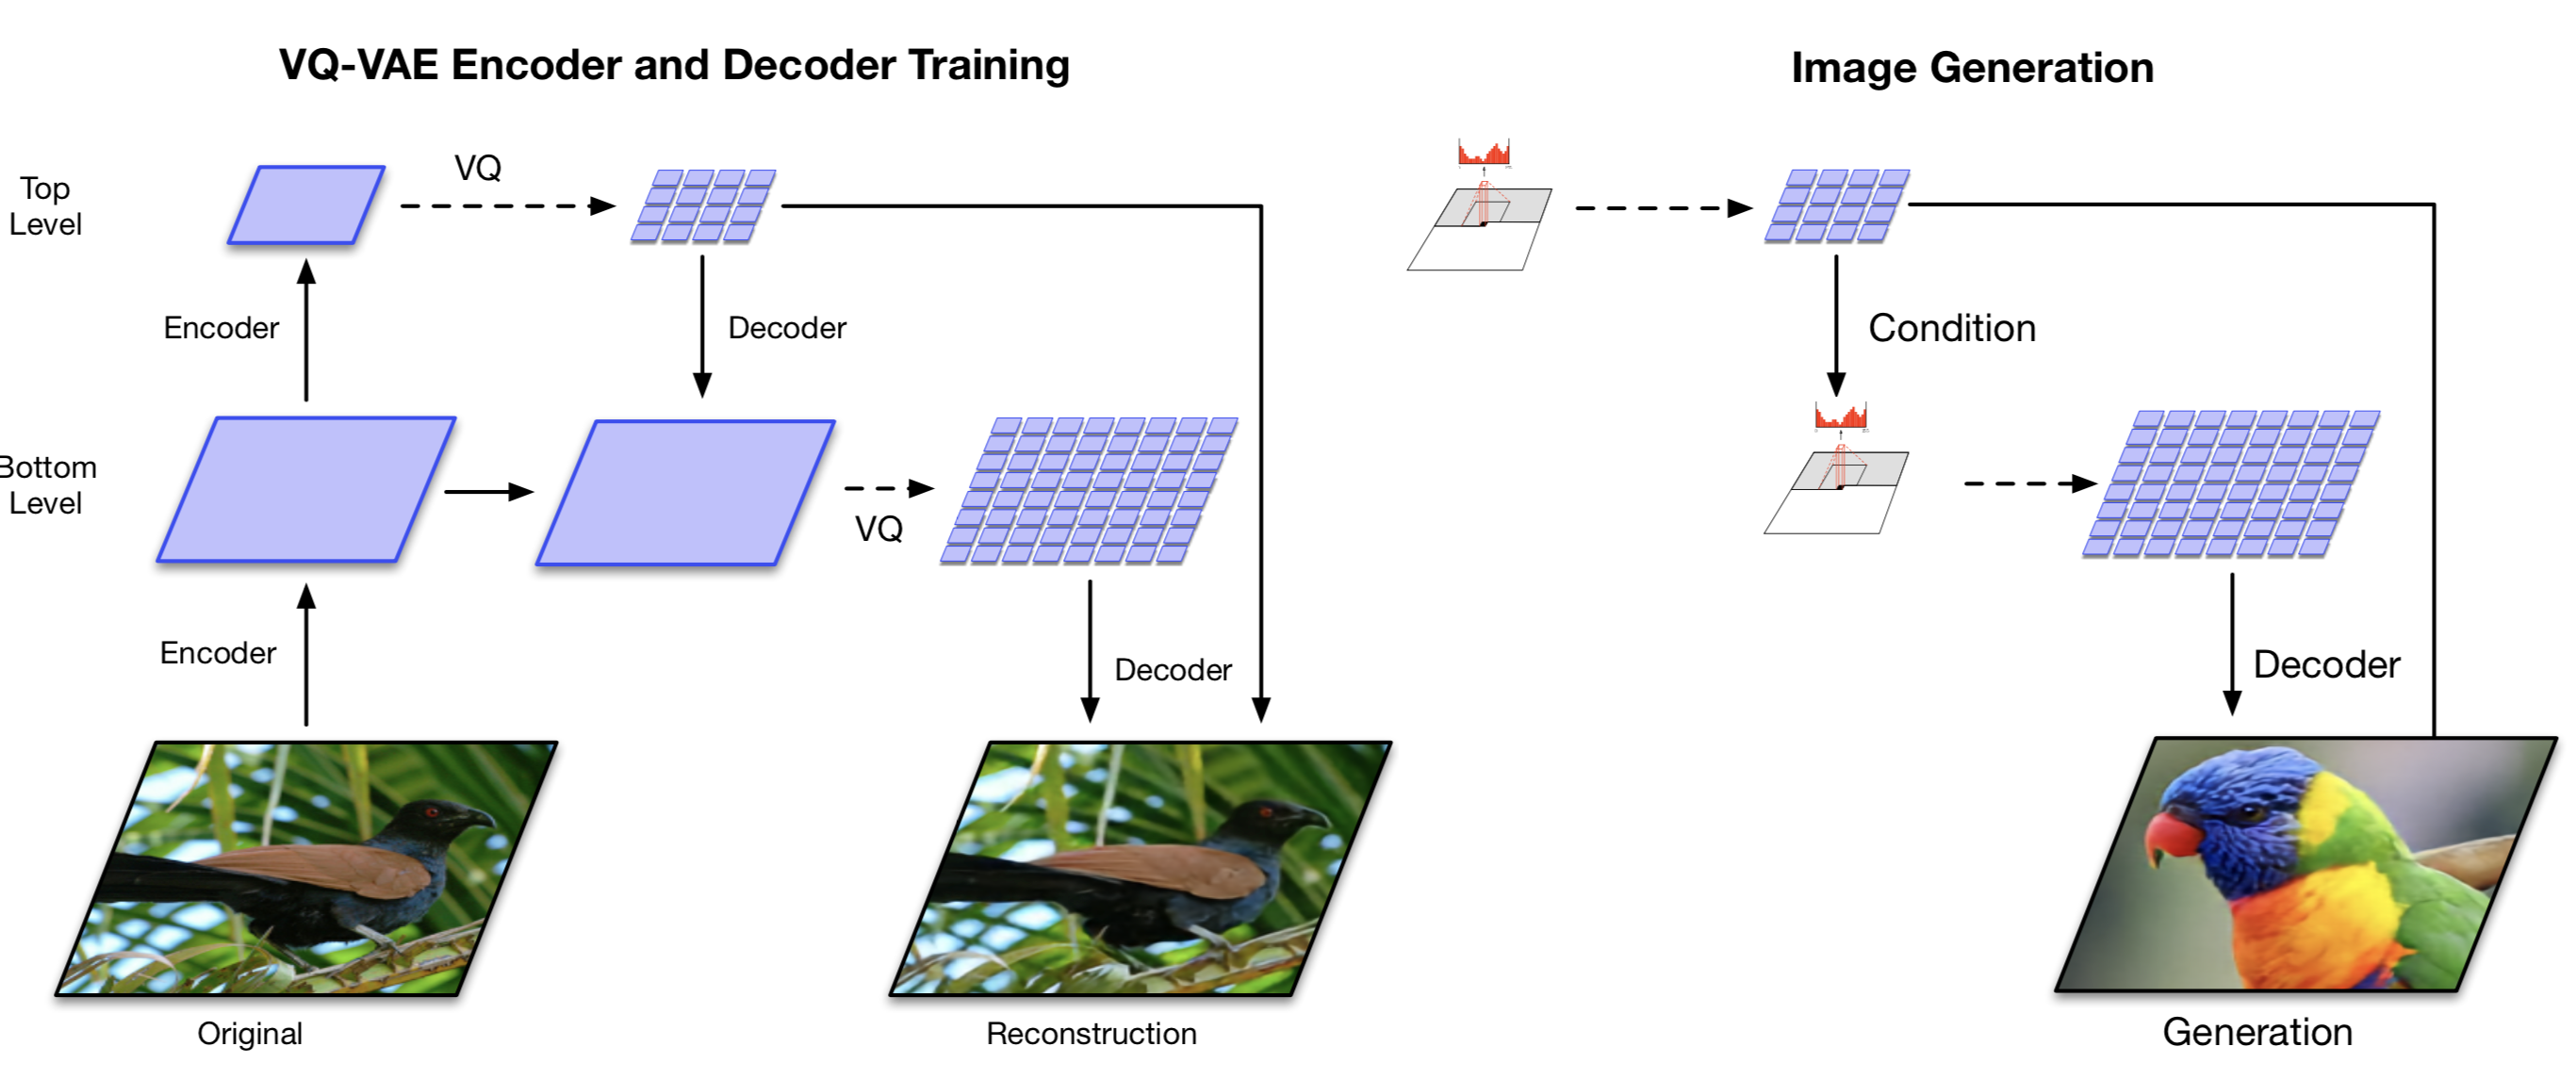 VQ-VAE Encoder and Decoder Training
Image Generation
Top
Level
VQ
Encoder
Decoder
Condition
Bottom
Level
VQ
Encoder
Decoder
Decoder
Original
Reconstruction
Generation